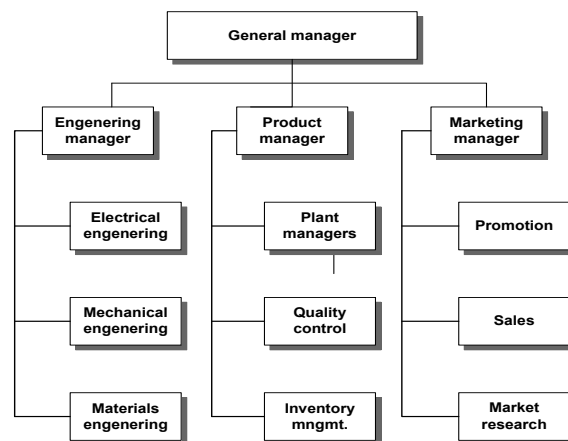 General manager
Engenering
manager
Product
manager
Marketing
manager
Electrical
engenering
Plant
managers
Promotion
Mechanical
engenering
Quality
control
Sales
Materials
engenering
Inventory
mngmt.
Market
research